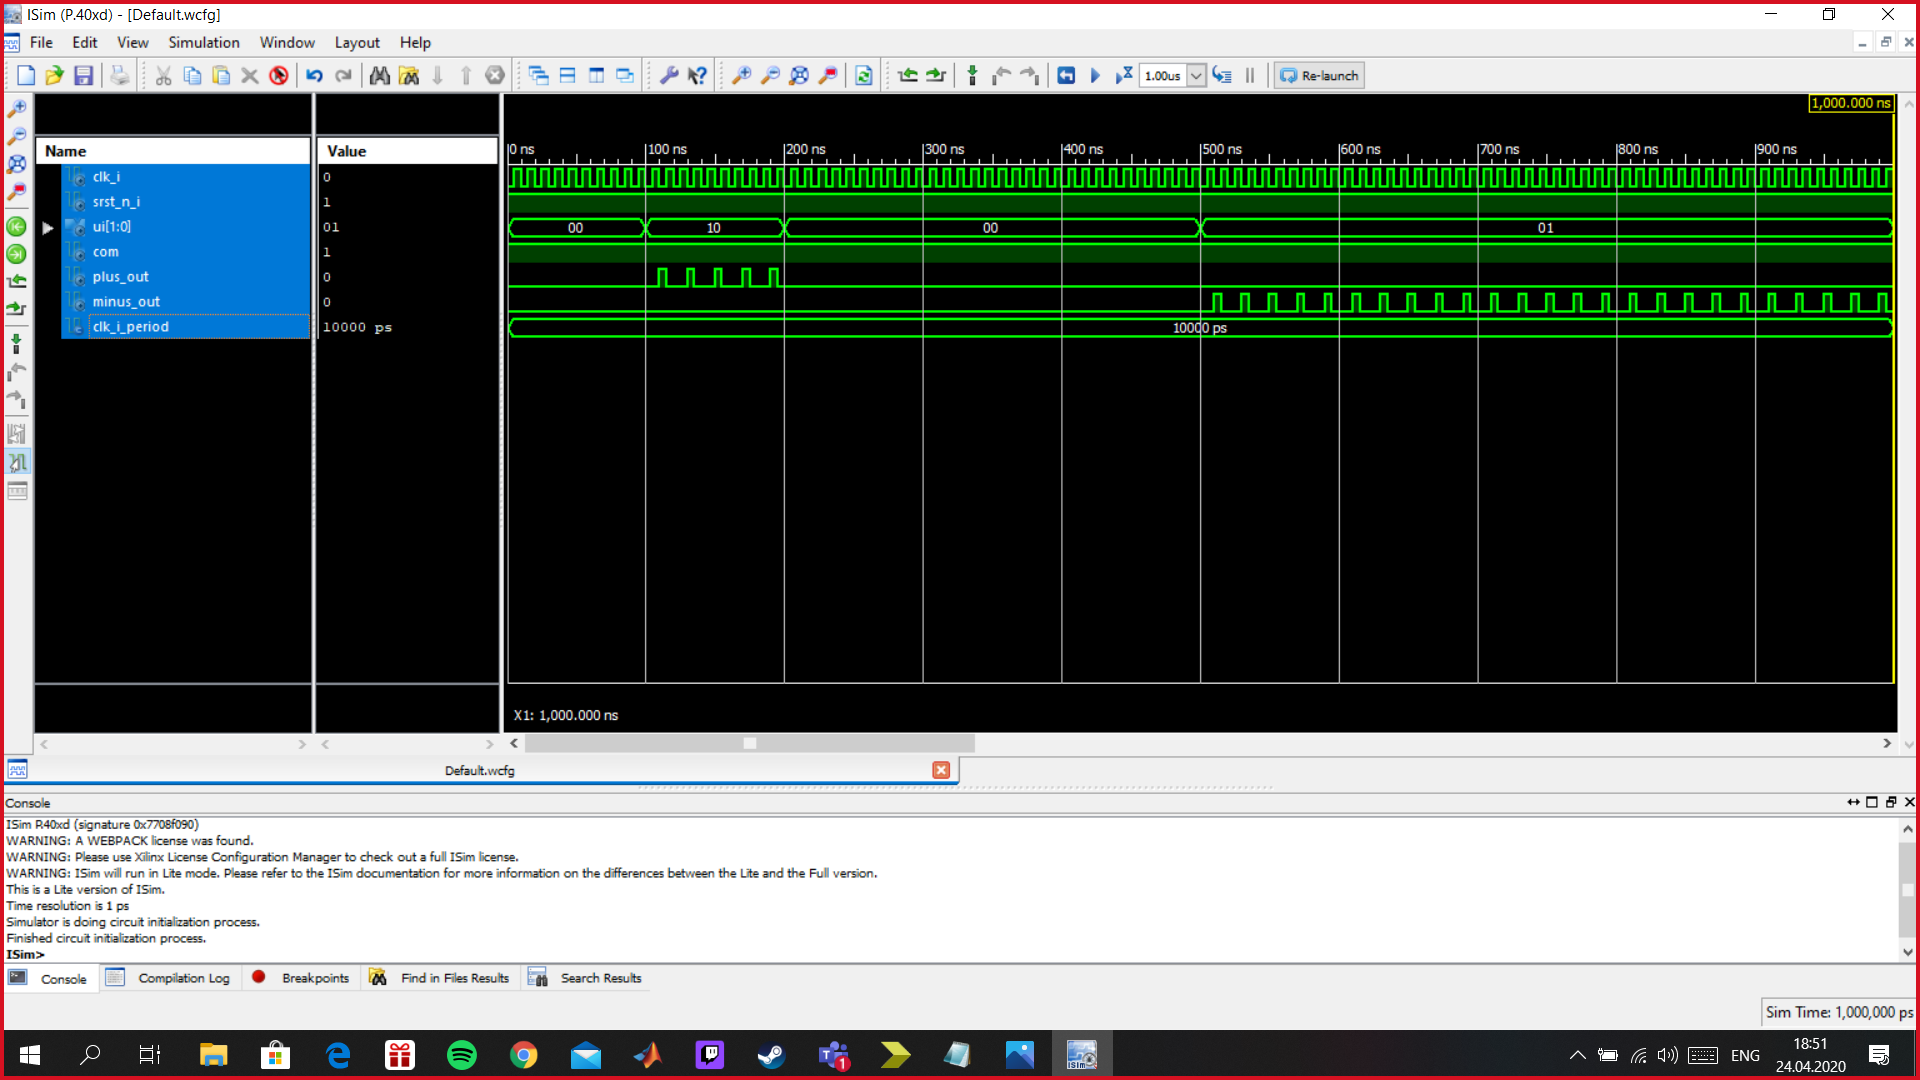 ISim (P.40xd) - [Default.wcfg]
File Edit View Simulation Window Layout Help
1.00us Re-launch
1,000.000 ns
Name Value
0 ns 100 ns 200 ns 300 ns 400 ns 500 ns 600 ns 700 ns 800 ns 900 ns
clk_i 0
srst_n_i 1
ui[1:0] 01 00 10 00 01
com 1
plus_out 0
minus_out 0
clk_i_period 10000 ps 10000 ps
X1: 1,000.000 ns
Default.wcfg
Console
ISim P.40xd (signature 0x7708f090)
WARNING: A WEBPACK license was found.
WARNING: Please use Xilinx License Configuration Manager to check out a full ISim license.
WARNING: ISim will run in Lite mode. Please refer to the ISim documentation for more information on the differences between the Lite and the Full version.
This is a Lite version of ISim.
Time resolution is 1 ps
Simulator is doing circuit initialization process.
Finished circuit initialization process.
ISim>
Console Compilation Log Breakpoints Find in Files Results Search Results
Sim Time: 1,000,000 ps
1 ISim ENG 18:51
24.04.2020